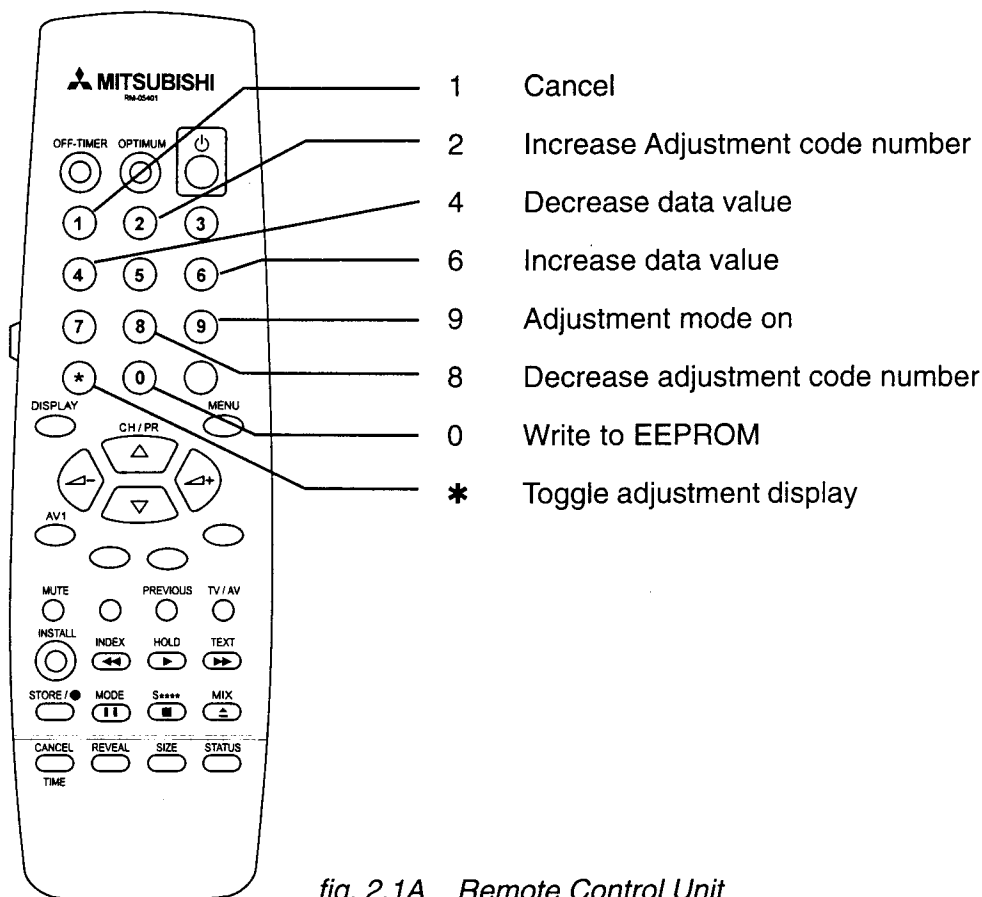 MITSUBISHI
RM-05401
OFF-TIMER OPTIMUM
1 2 3
4 5 6
7 8 9
* 0
DISPLAY MENU
CH / PR
- +
AV1
MUTE PREVIOUS TV / AV
INSTALL INDEX HOLD TEXT
STORE / ● MODE S**** MIX
CANCEL REVEAL SIZE STATUS
TIME
1 Cancel
2 Increase Adjustment code number
4 Decrease data value
6 Increase data value
9 Adjustment mode on
8 Decrease adjustment code number
0 Write to EEPROM
* Toggle adjustment display
fig. 2.1A Remote Control Unit